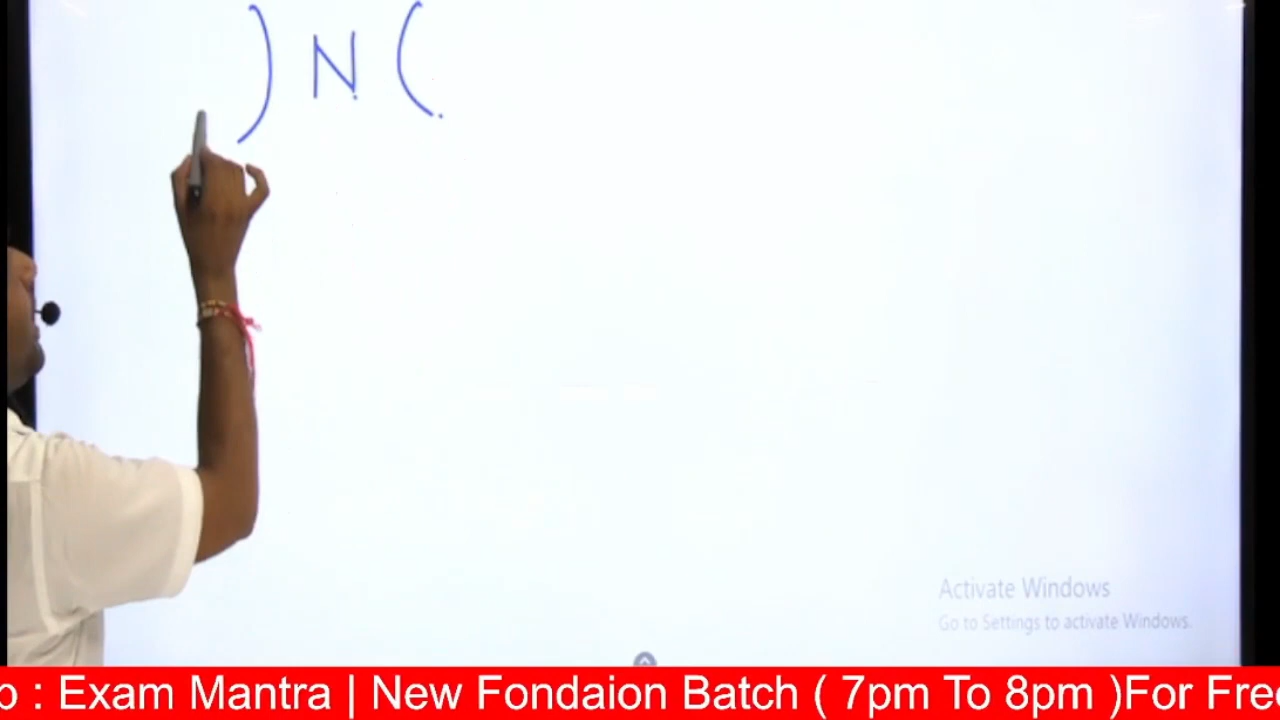 ) N (
Activate Windows
Go to Settings to activate Windows.
: Exam Mantra | New Fondaion Batch ( 7pm To 8pm )For Free